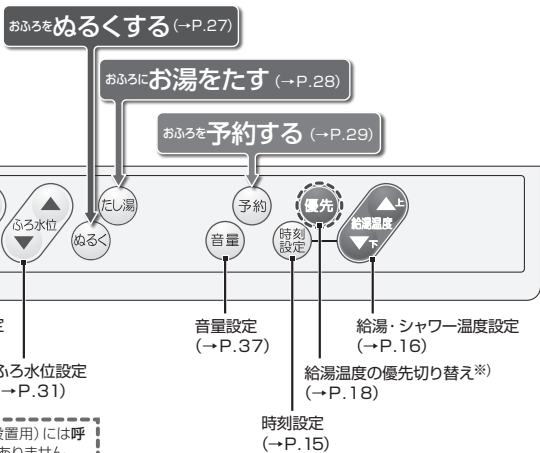 おふろをぬるくする(→P.27)
おふろにお湯をたす(→P.28)
おふろを予約する(→P.29)
ふろ水位
たし湯
ぬるく
予約
音量
優先
時刻
設定
上
給湯温度
下
定
ふろ水位設定
(→P.31)
音量設定
(→P.37)
給湯・シャワー温度設定
(→P.16)
給湯温度の優先切り替え※)
(→P.18)
時刻設定
(→P.15)
置用)には呼
ありません